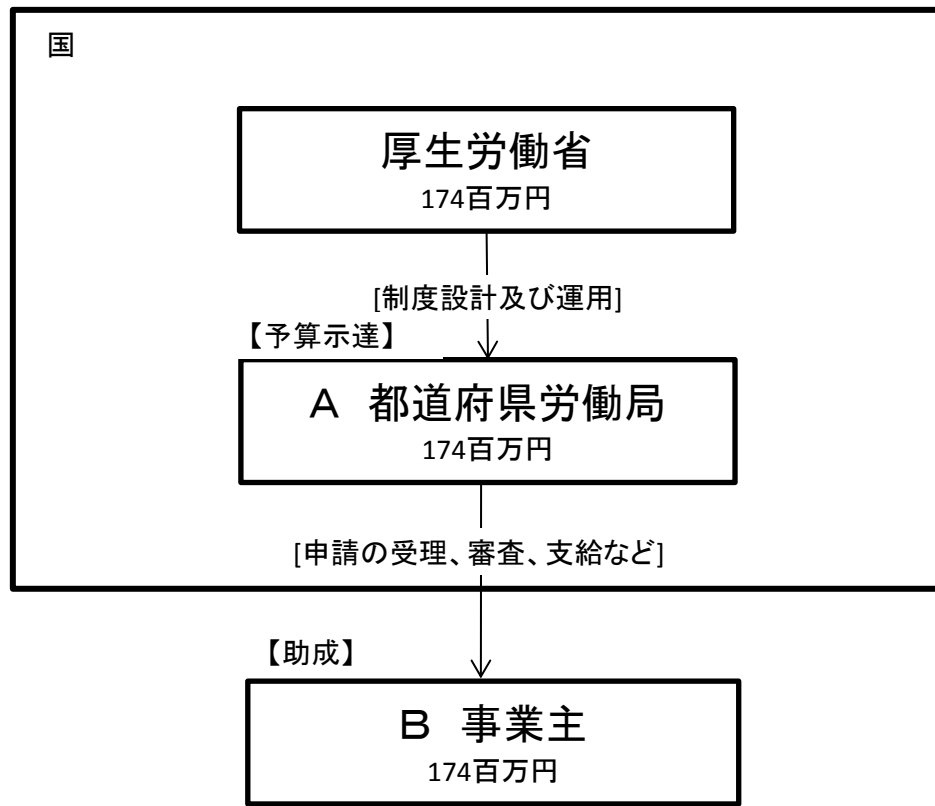 国
厚生労働省
174百万円
[制度設計及び運用]
【予算示達】
A 都道府県労働局
174百万円
[申請の受理、審査、支給など]
【助成】
B 事業主
174百万円